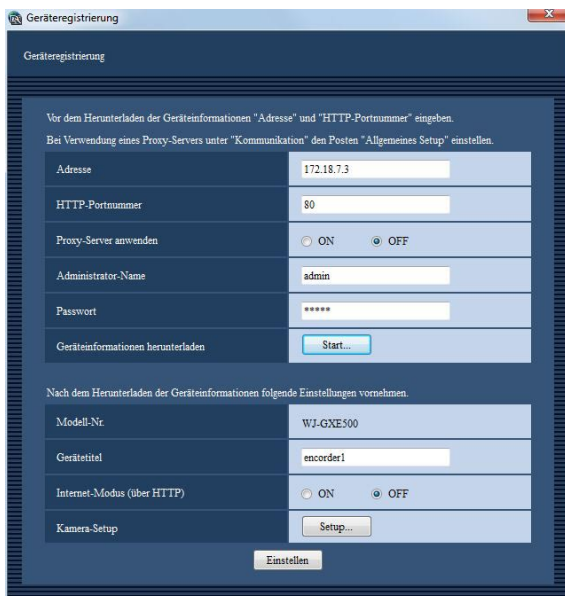 Geräteregistrierung
Geräteregistrierung
Vor dem Herunterladen der Geräteinformationen "Adresse" und "HTTP-Portnummer" eingeben.
Bei Verwendung eines Proxy-Servers unter "Kommunikation" den Posten "Allgemeines Setup" einstellen.
Adresse 172.18.7.3
HTTP-Portnummer 80
Proxy-Server anwenden ON OFF
Administrator-Name admin
Passwort *****
Geräteinformationen herunterladen Start...
Nach dem Herunterladen der Geräteinformationen folgende Einstellungen vornehmen.
Modell-Nr. WJ-GXE500
Gerätetitel encorder1
Internet-Modus (über HTTP) ON OFF
Kamera-Setup Setup...
Einstellen